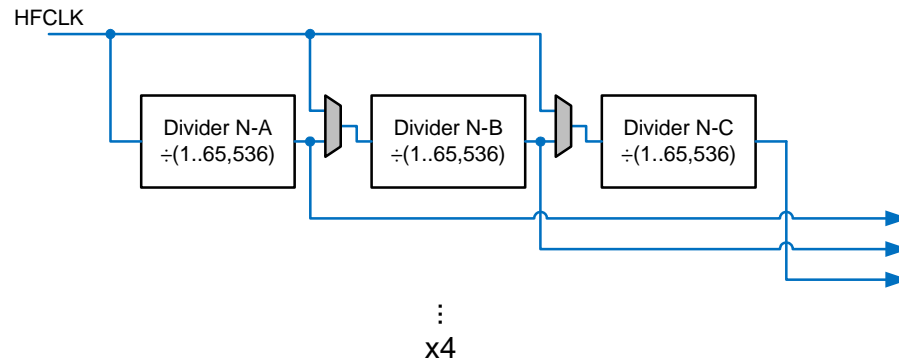 HFCLK
Divider N-A
÷(1..65,536)
Divider N-B
÷(1..65,536)
Divider N-C
÷(1..65,536)
⋮
x4